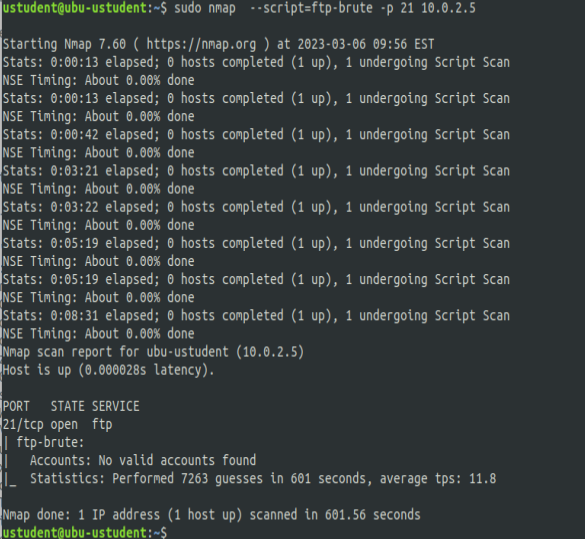 ustudent@ubu-ustudent:~$ sudo nmap  --script=ftp-brute -p 21 10.0.2.5

Starting Nmap 7.60 ( https://nmap.org ) at 2023-03-06 09:56 EST
Stats: 0:00:13 elapsed; 0 hosts completed (1 up), 1 undergoing Script Scan
NSE Timing: About 0.00% done
Stats: 0:00:13 elapsed; 0 hosts completed (1 up), 1 undergoing Script Scan
NSE Timing: About 0.00% done
Stats: 0:00:42 elapsed; 0 hosts completed (1 up), 1 undergoing Script Scan
NSE Timing: About 0.00% done
Stats: 0:03:21 elapsed; 0 hosts completed (1 up), 1 undergoing Script Scan
NSE Timing: About 0.00% done
Stats: 0:03:22 elapsed; 0 hosts completed (1 up), 1 undergoing Script Scan
NSE Timing: About 0.00% done
Stats: 0:05:19 elapsed; 0 hosts completed (1 up), 1 undergoing Script Scan
NSE Timing: About 0.00% done
Stats: 0:05:19 elapsed; 0 hosts completed (1 up), 1 undergoing Script Scan
NSE Timing: About 0.00% done
Stats: 0:08:31 elapsed; 0 hosts completed (1 up), 1 undergoing Script Scan
NSE Timing: About 0.00% done
Nmap scan report for ubu-ustudent (10.0.2.5)
Host is up (0.000028s latency).

PORT   STATE SERVICE
21/tcp open  ftp
| ftp-brute:
|   Accounts: No valid accounts found
|_  Statistics: Performed 7263 guesses in 601 seconds, average tps: 11.8

Nmap done: 1 IP address (1 host up) scanned in 601.56 seconds
ustudent@ubu-ustudent:~$